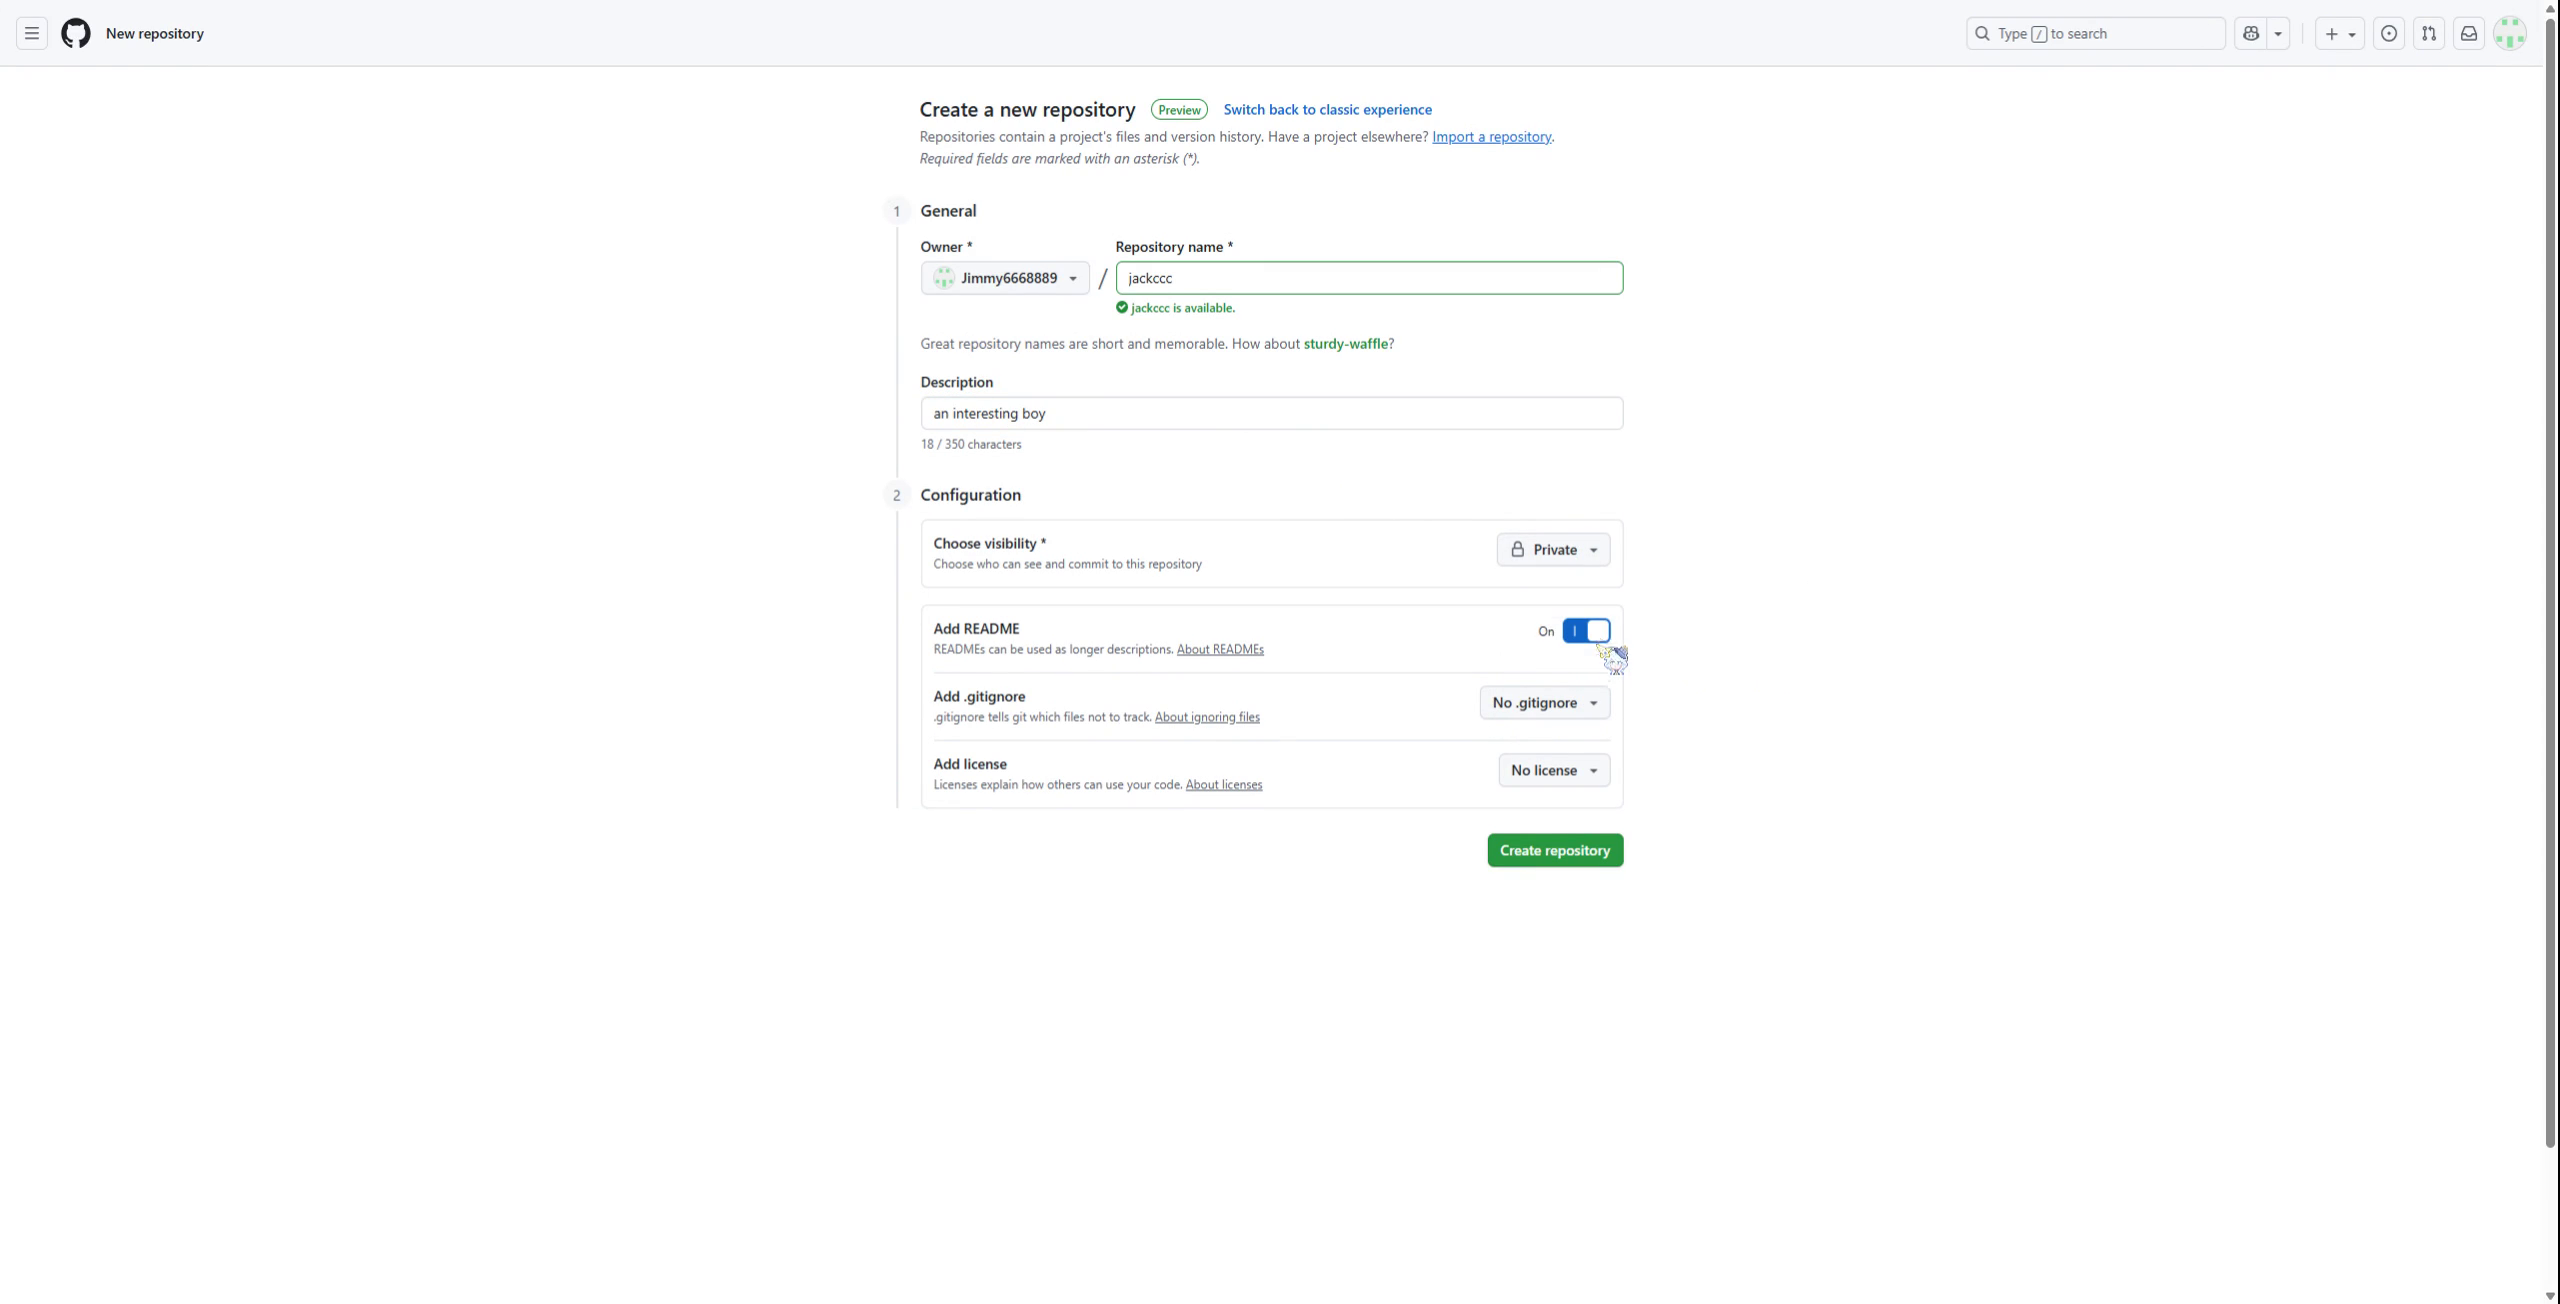 New repository
Type / to search
Create a new repository Preview Switch back to classic experience
Repositories contain a project's files and version history. Have a project elsewhere? Import a repository.
Required fields are marked with an asterisk (*).
1 General
Owner * Repository name *
Jimmy6668889 / jackccc
jackccc is available.
Great repository names are short and memorable. How about sturdy-waffle?
Description
an interesting boy
18 / 350 characters
2 Configuration
Choose visibility *
Private
Choose who can see and commit to this repository
Add README
On
READMEs can be used as longer descriptions. About READMEs
Add .gitignore
No .gitignore
.gitignore tells git which files not to track. About ignoring files
Add license
No license
Licenses explain how others can use your code. About licenses
Create repository